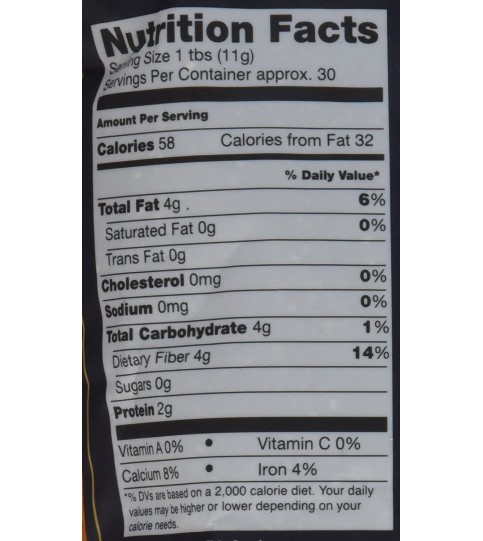 Nutrition Facts
Serving Size 1 tbs (11g)
Servings Per Container approx. 30
Amount Per Serving
Calories 58 Calories from Fat 32
% Daily Value*
Total Fat 4g . 6%
Saturated Fat 0g 0%
Trans Fat 0g
Cholesterol 0mg 0%
Sodium 0mg 0%
Total Carbohydrate 4g 1%
Dietary Fiber 4g 14%
Sugars 0g
Protein 2g
Vitamin A 0% • Vitamin C 0%
Calcium 8% • Iron 4%
*% DVs are based on a 2,000 calorie diet. Your daily
values may be higher or lower depending on your
calorie needs.